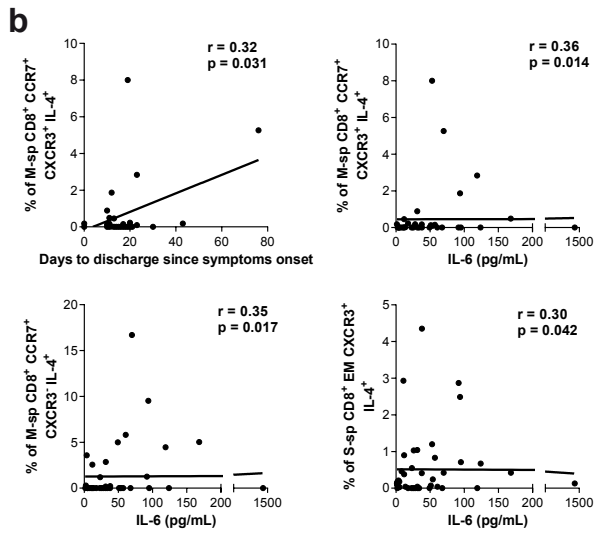 b
r = 0.32
p = 0.031
% of M-sp CD8+ CCR7+
CXCR3+ IL-4+
10
8
6
4
2
0
0 20 40 60 80
Days to discharge since symptoms onset
r = 0.36
p = 0.014
% of M-sp CD8+ CCR7+
CXCR3+ IL-4+
10
8
6
4
2
0
0 50 100 150 200 1500
IL-6 (pg/mL)
r = 0.35
p = 0.017
% of M-sp CD8+ CCR7+
CXCR3- IL-4+
20
15
10
5
0
0 50 100 150 200 1500
IL-6 (pg/mL)
r = 0.30
p = 0.042
% of S-sp CD8+ EM CXCR3+
IL-4+
5
4
3
2
1
0
0 50 100 150 200 1500
IL-6 (pg/mL)